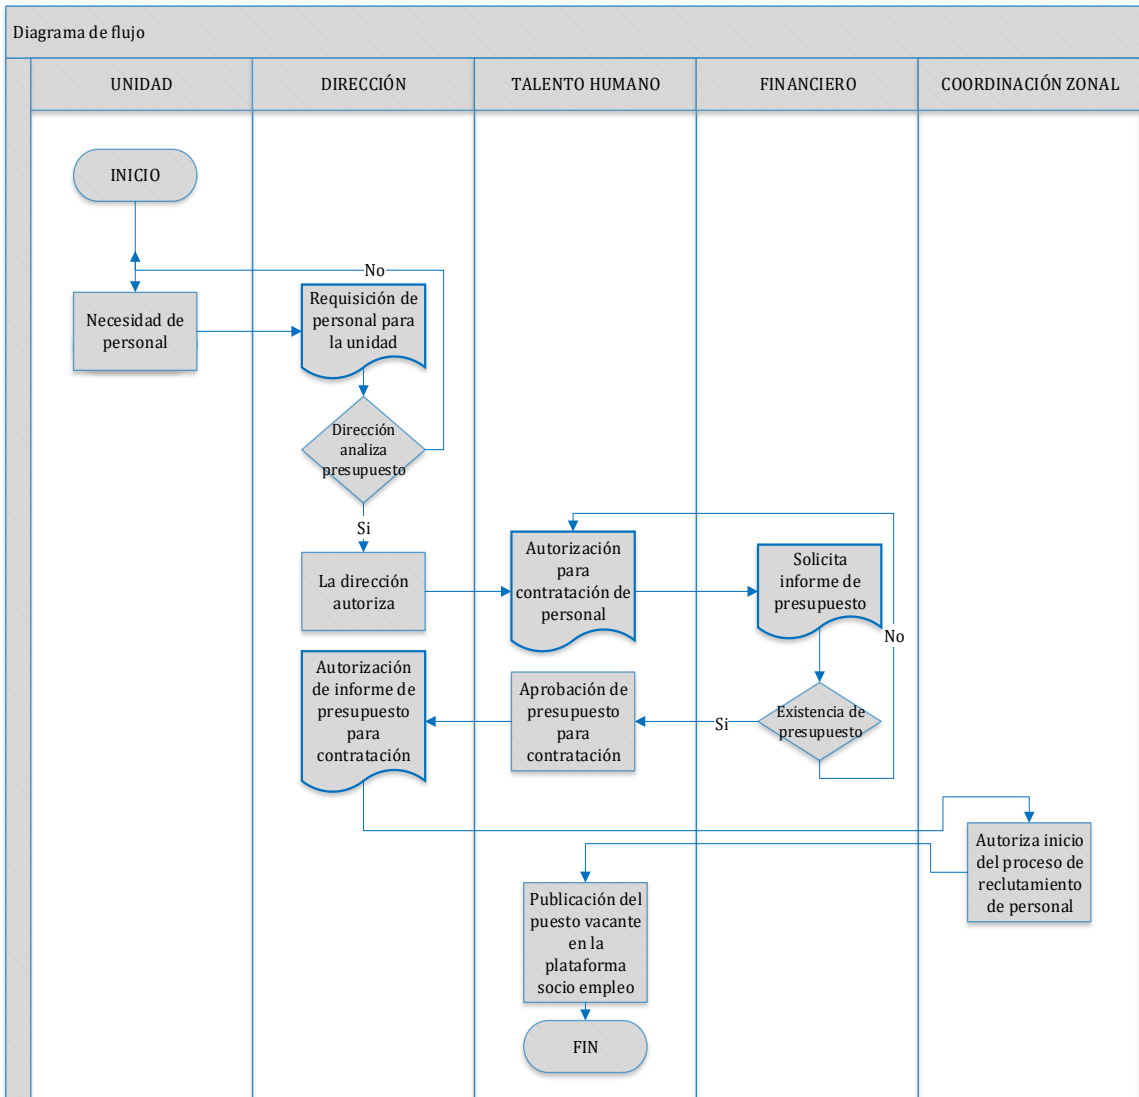 Diagrama de flujo
UNIDAD
DIRECCIÓN
TALENTO HUMANO
FINANCIERO
COORDINACIÓN ZONAL
INICIO
No
Necesidad de
personal
Requisición de
personal para
la unidad
Dirección
analiza
presupuesto
Si
La dirección
autoriza
Autorización
para
contratación de
personal
Solicita
informe de
presupuesto
No
Autorización
de informe de
presupuesto
para
contratación
Aprobación de
presupuesto
para
contratación
Si
Existencia de
presupuesto
Autoriza inicio
del proceso de
reclutamiento
de personal
Publicación del
puesto vacante
en la
plataforma
socio empleo
FIN